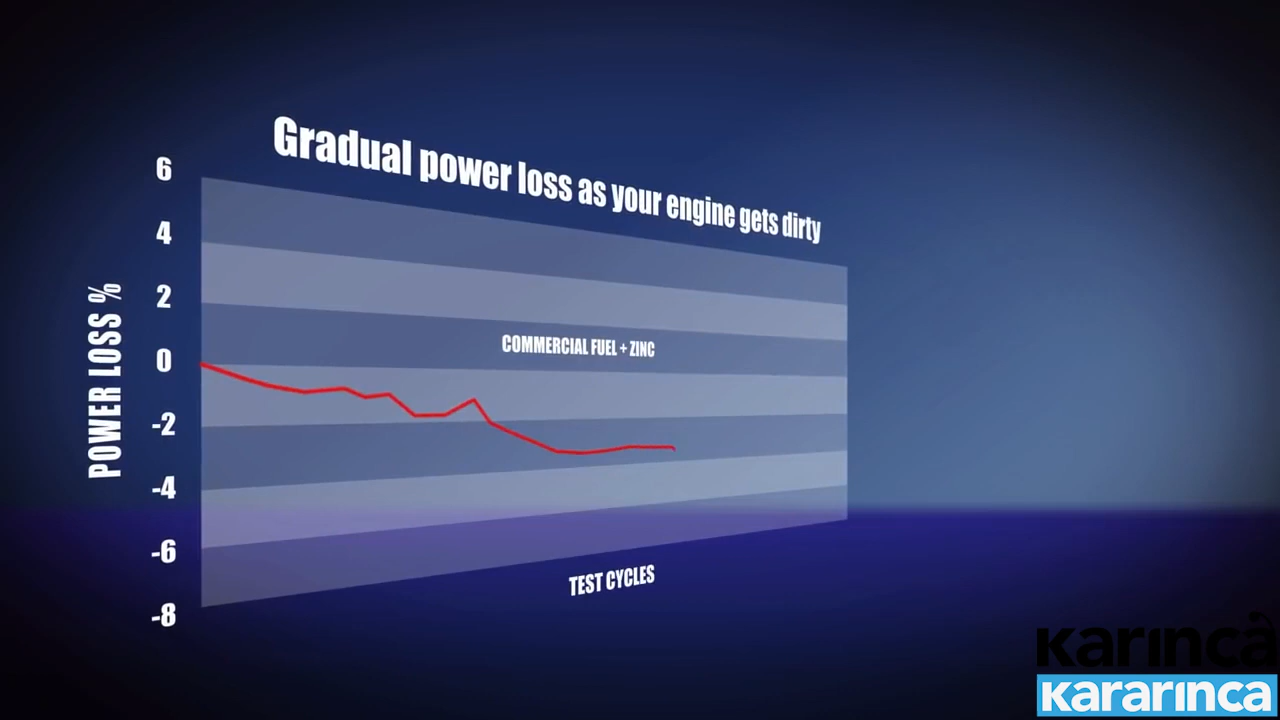 Gradual power loss as your engine gets dirty
6
4
2
0
-2
-4
-6
-8
POWER LOSS %
COMMERCIAL FUEL + ZINC
TEST CYCLES
karınca
kararınca